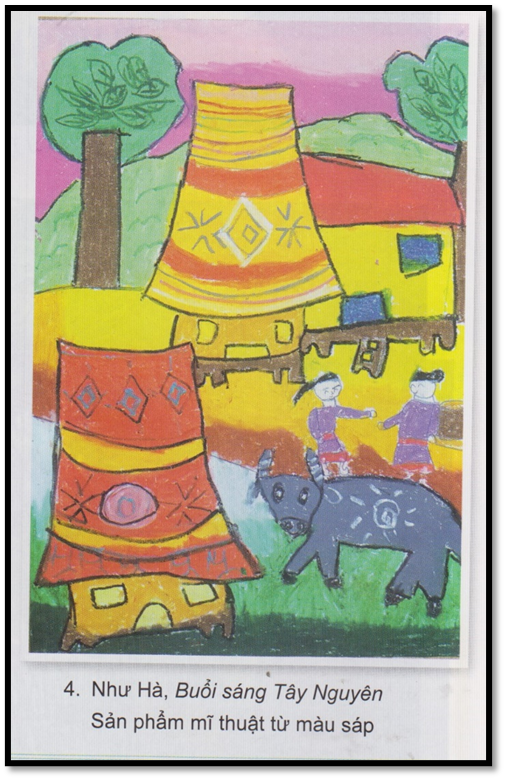 4. Như Hà, Buổi sáng Tây Nguyên
Sản phẩm mĩ thuật từ màu sáp